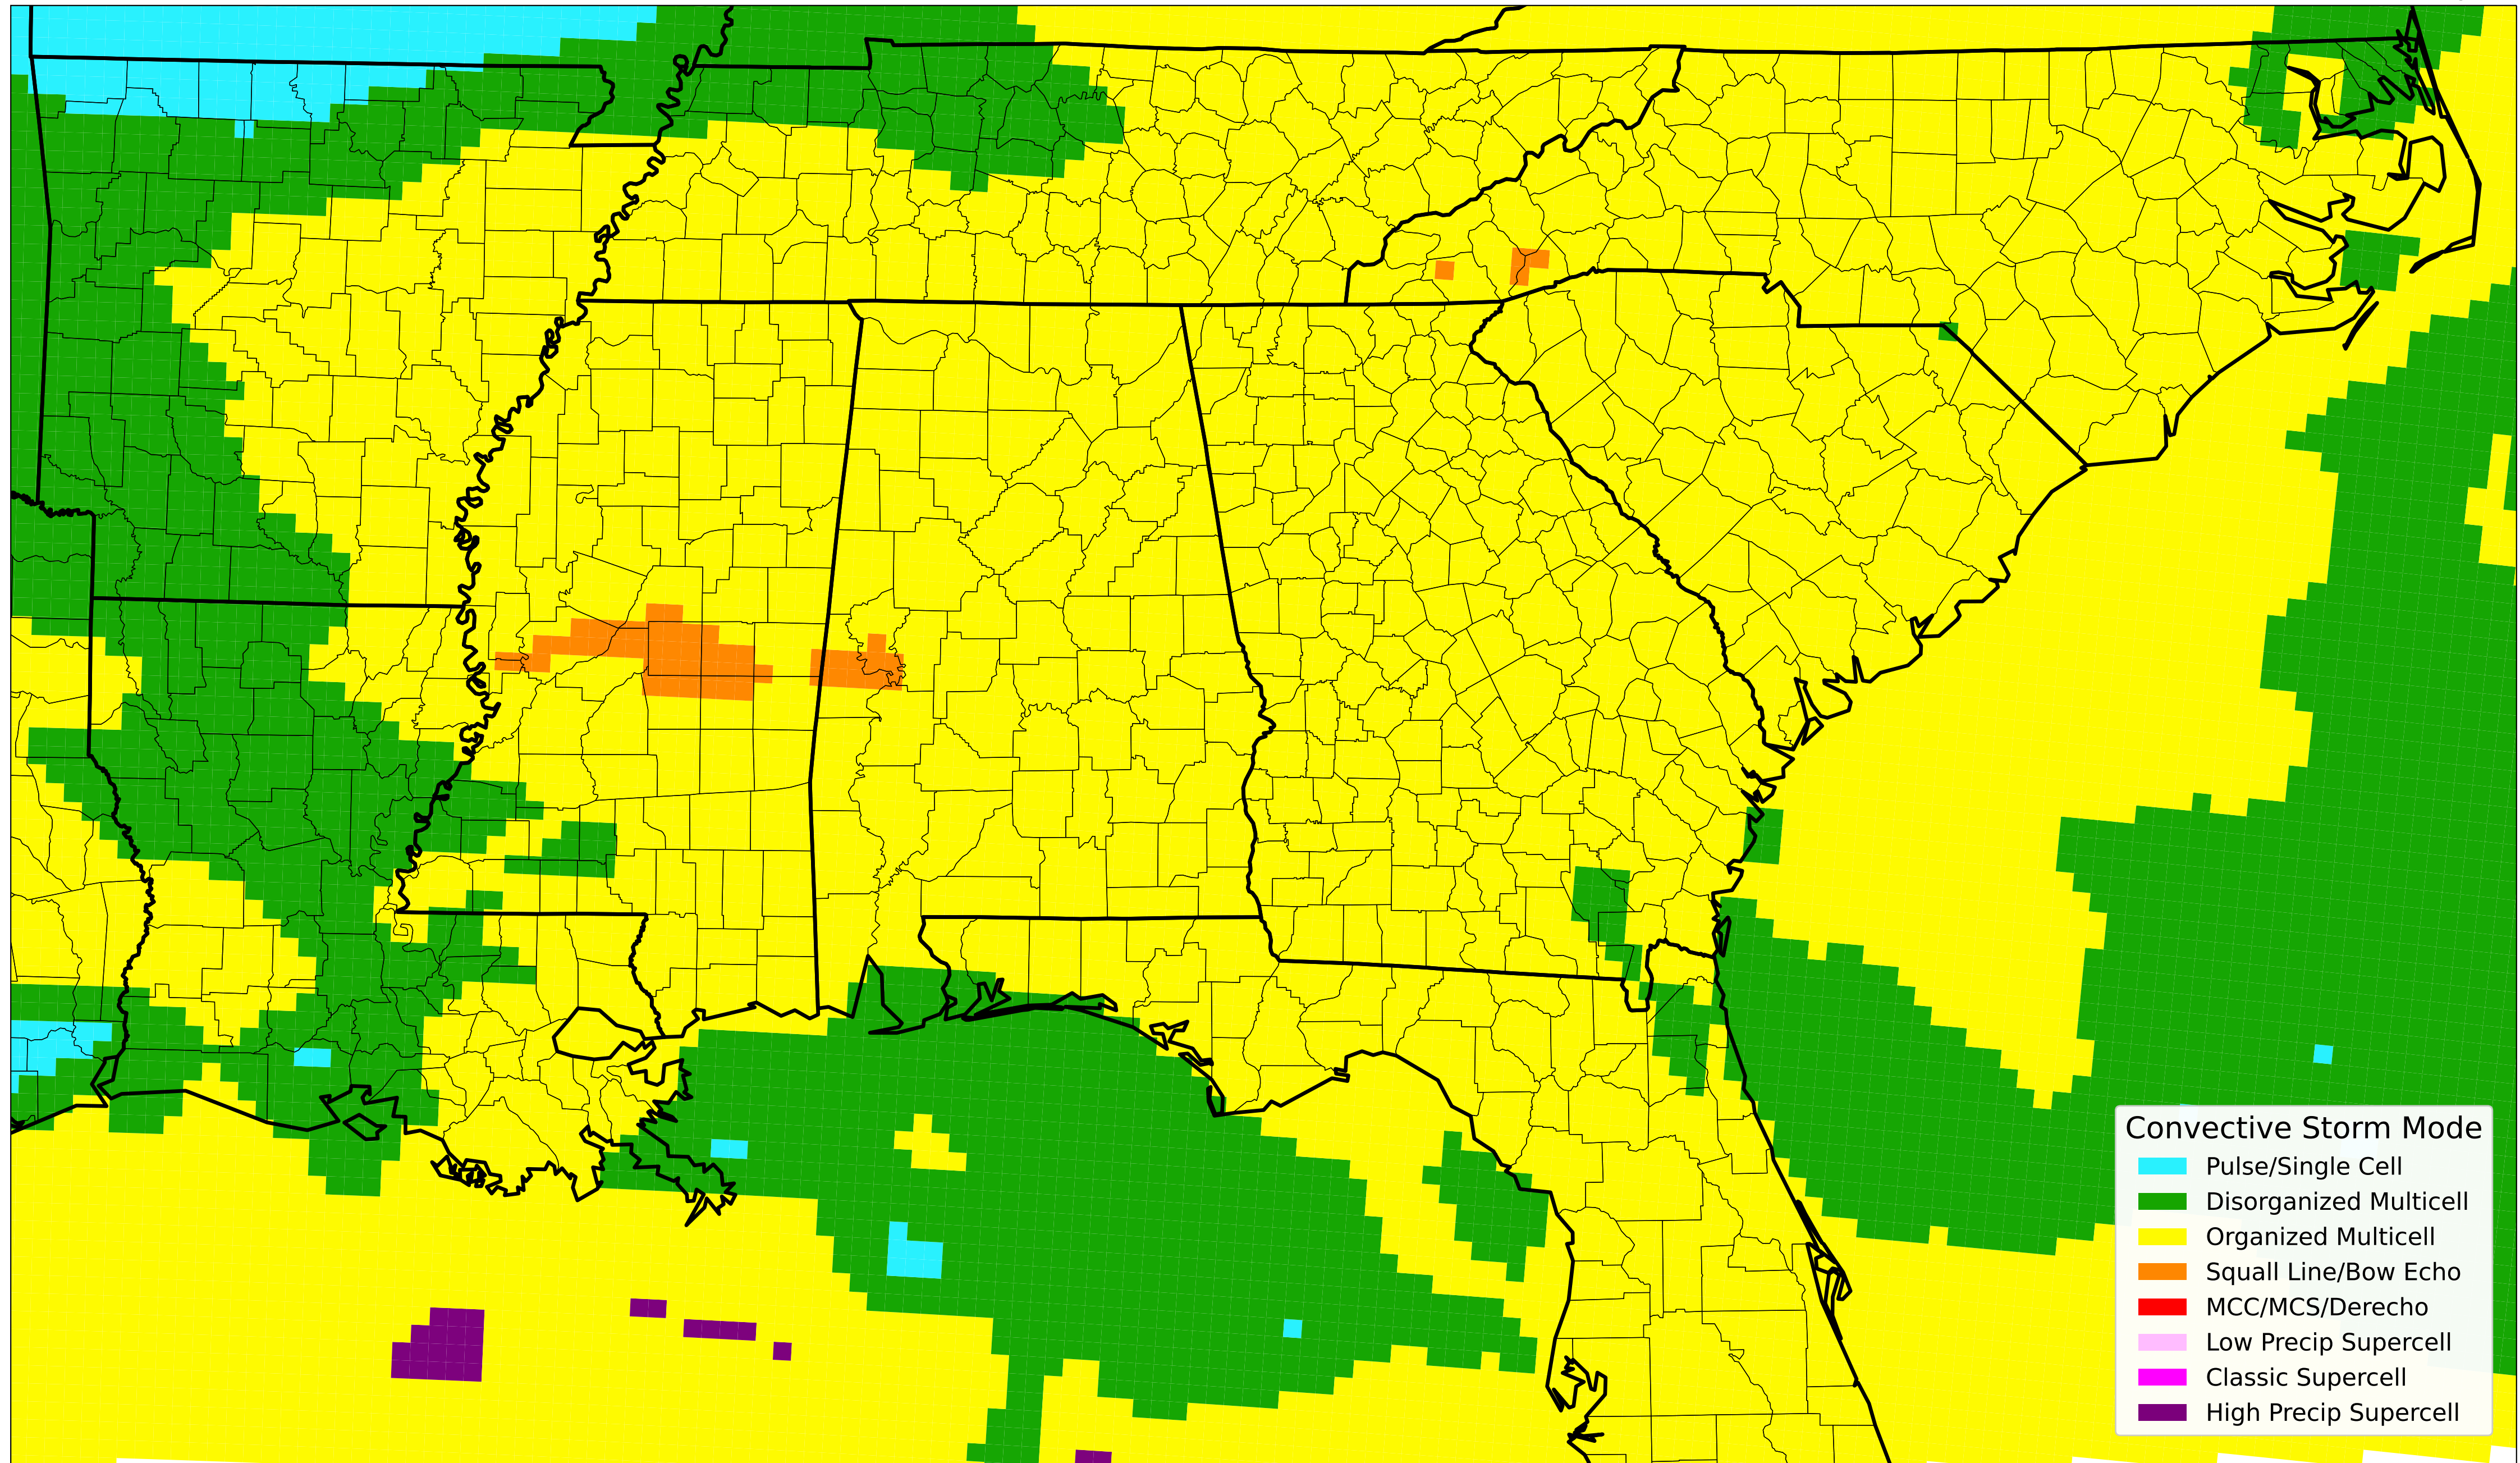 Convective Storm Mode
Pulse/Single Cell
Disorganized Multicell
Organized Multicell
Squall Line/Bow Echo
MCC/MCS/Derecho
Low Precip Supercell
Classic Supercell
High Precip Supercell